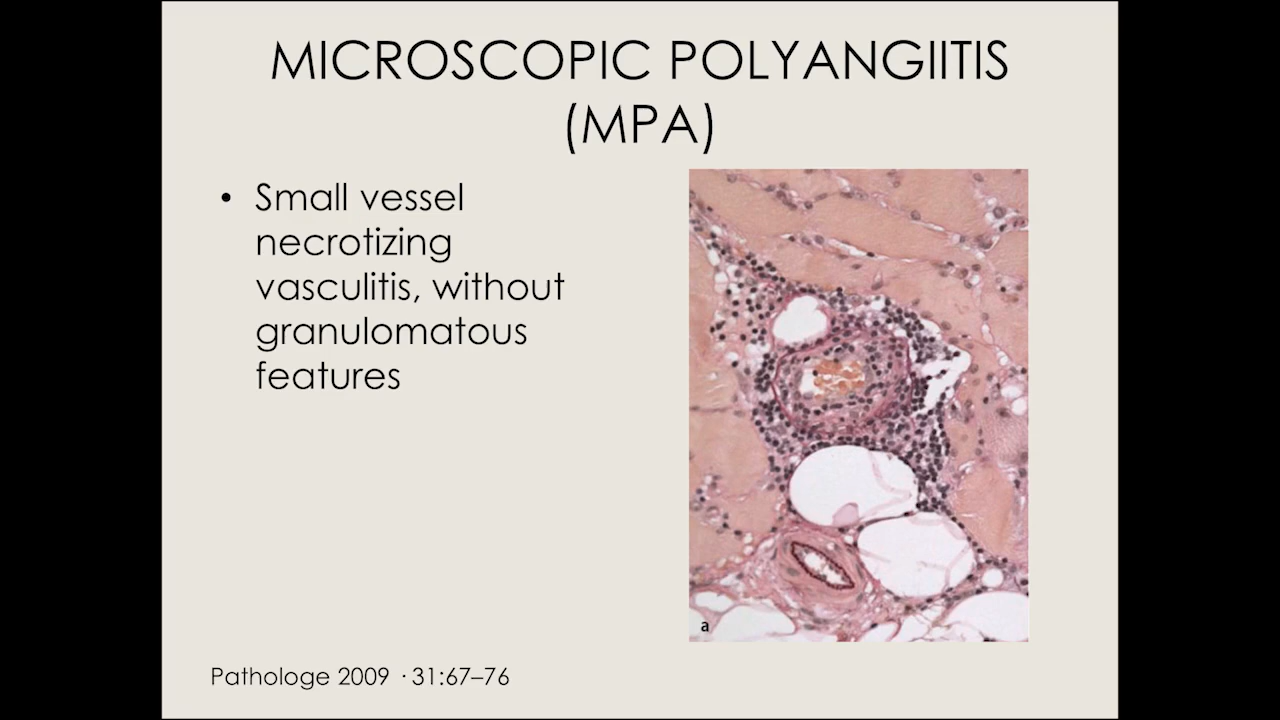 MICROSCOPIC POLYANGIITIS
(MPA)
• Small vessel
necrotizing
vasculitis, without
granulomatous
features
a
Pathologe 2009 · 31:67–76